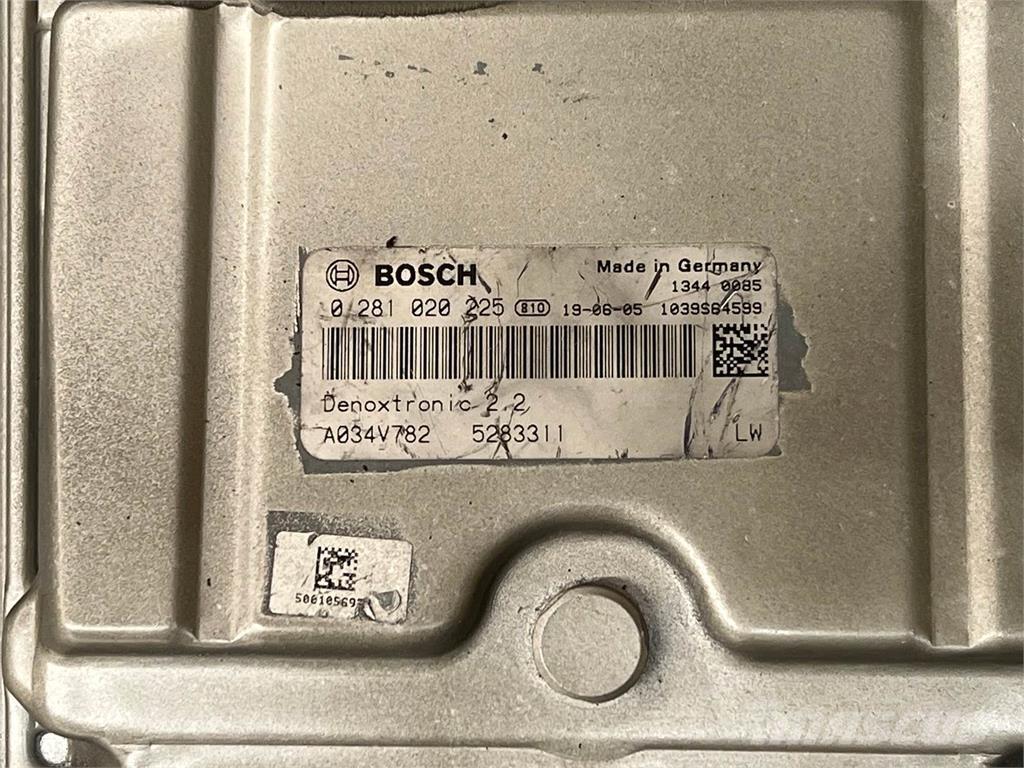 BOSCH Made in Germany
1344 0085
0 281 020 225 810 19-06-05 1039S64599
Denoxtronic 2.2
A034V782 5283311 LW